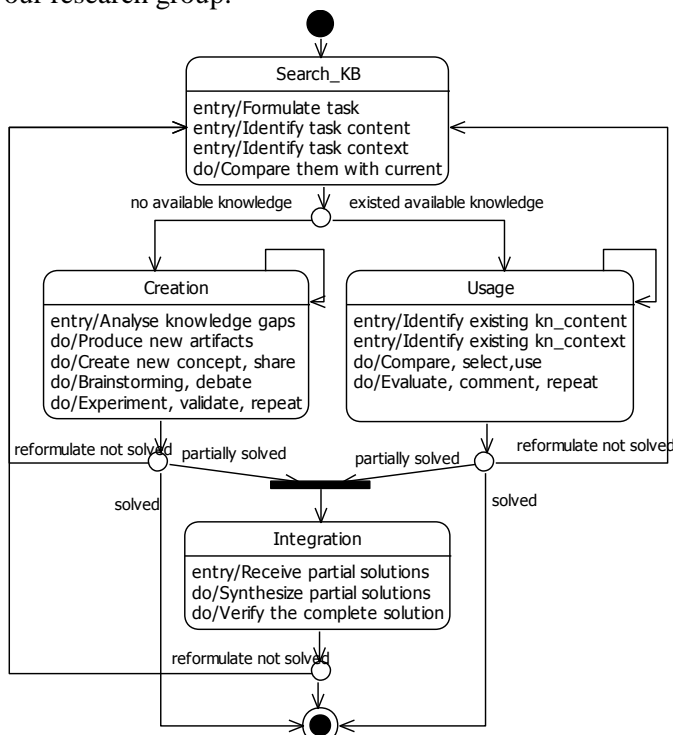 our research group.
Search_KB
entry/Formulate task
entry/Identify task content
entry/Identify task context
do/Compare them with current
no available knowledge
existed available knowledge
Creation
entry/Analyse knowledge gaps
do/Produce new artifacts
do/Create new concept, share
do/Brainstorming, debate
do/Experiment, validate, repeat
Usage
entry/Identify existing kn_content
entry/Identify existing kn_context
do/Compare, select,use
do/Evaluate, comment, repeat
reformulate not solved
partially solved
partially solved
reformulate not solved
solved
solved
Integration
entry/Receive partial solutions
do/Synthesize partial solutions
do/Verify the complete solution
reformulate not solved